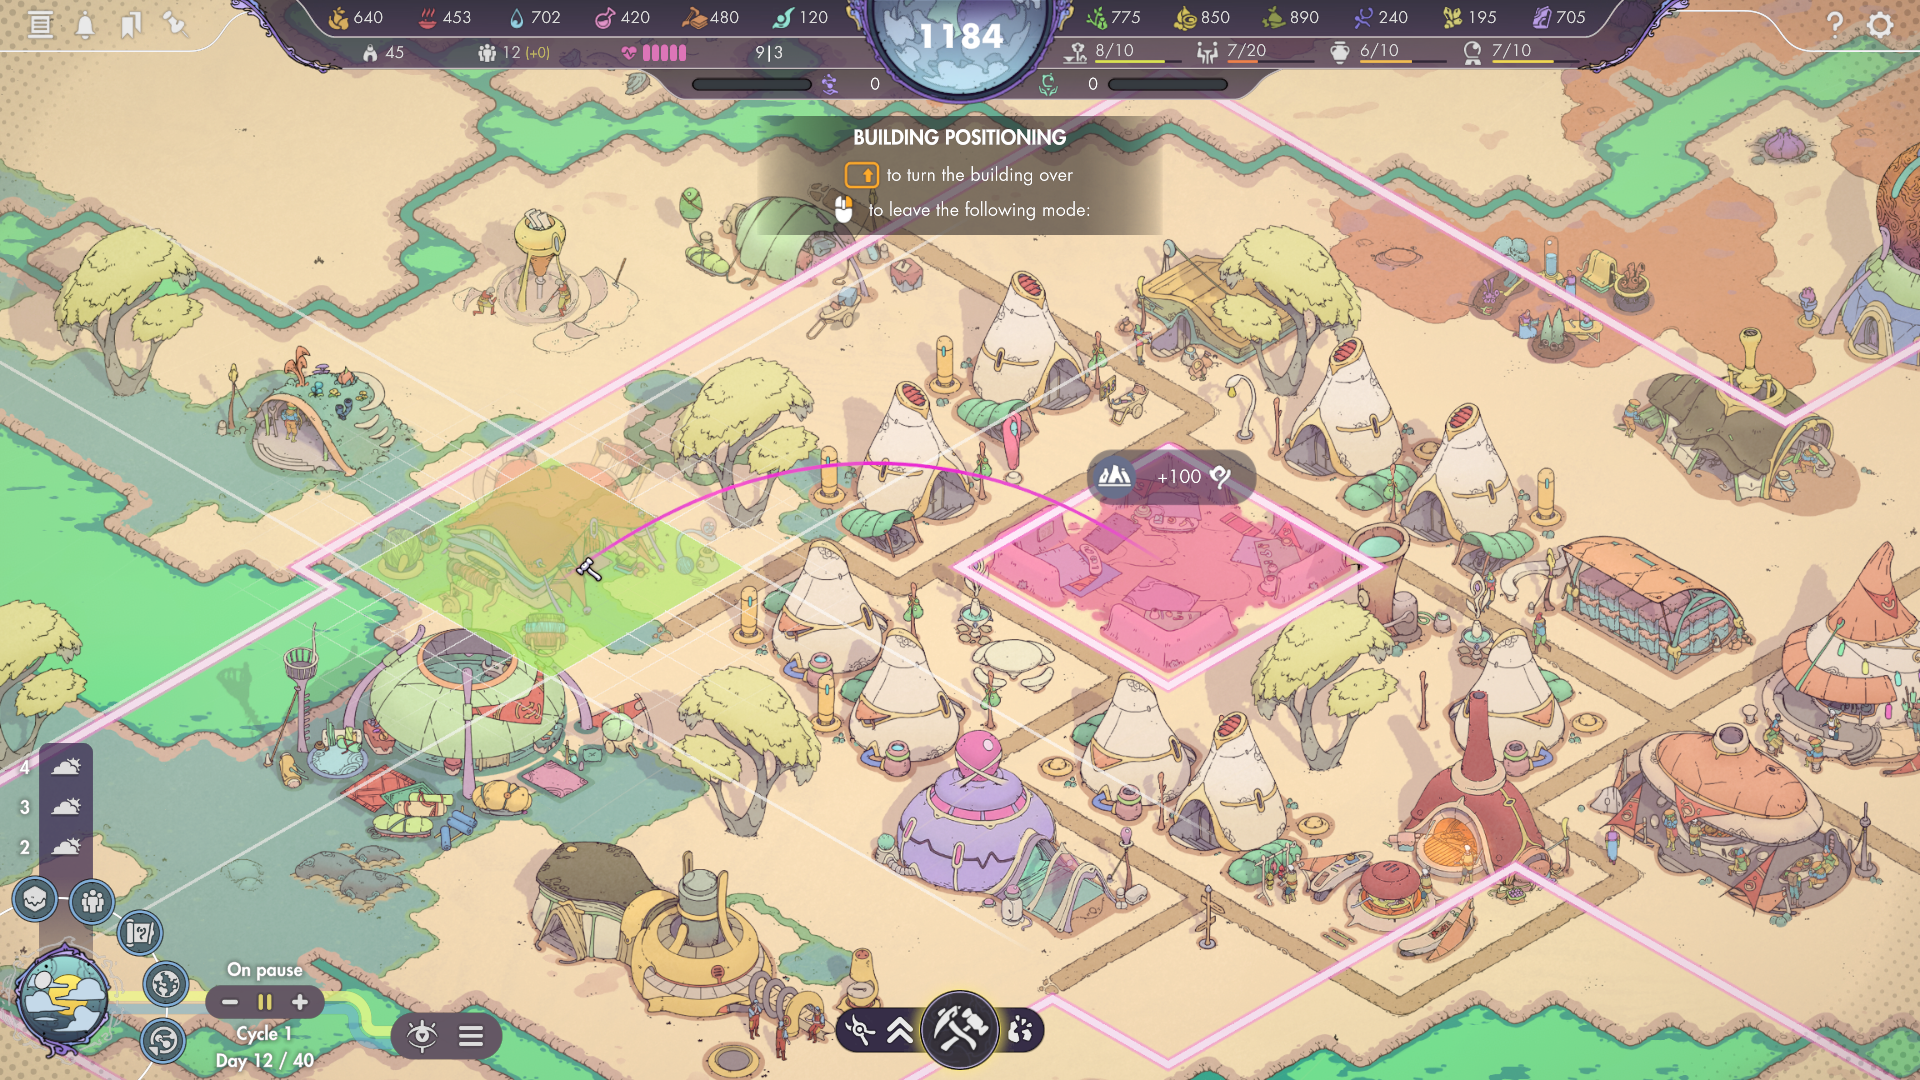 640 453 702 420 480 120 1184 775 850 890 240 195 705
45 12 (+0) 9|3 8/10 7/20 6/10 7/10
0 0
BUILDING POSITIONING
to turn the building over
to leave the following mode:
+100
4
3
2
On pause
Cycle 1
Day 12 / 40